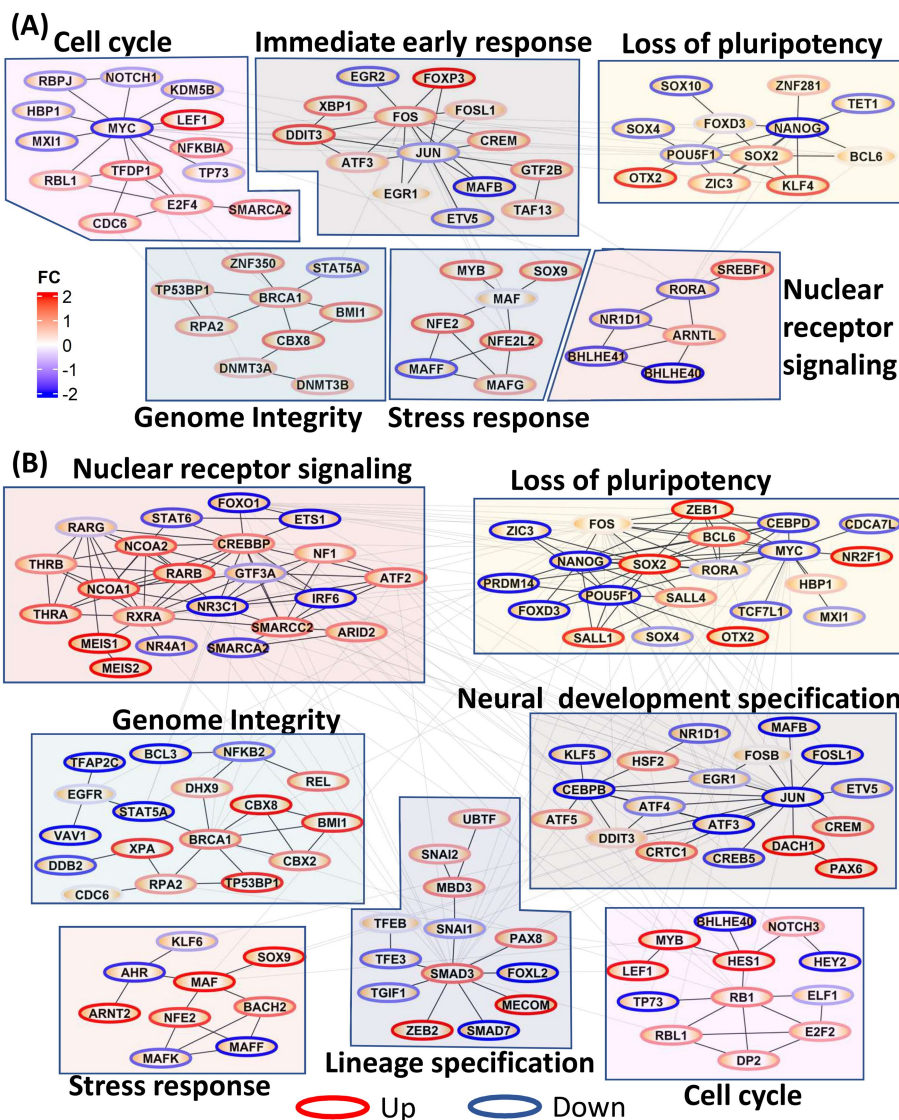 (A)
Cell cycle
Immediate early response
Loss of pluripotency
RBPJ
NOTCH1
KDM5B
HBP1
MYC
LEF1
MXI1
NFKBIA
TFDP1
TP73
RBL1
E2F4
SMARCA2
CDC6
EGR2
FOXP3
XBP1
FOS
FOSL1
DDIT3
CREM
ATF3
JUN
GTF2B
EGR1
MAFB
TAF13
ETV5
SOX10
ZNF281
TET1
SOX4
FOXD3
NANOG
POU5F1
SOX2
BCL6
OTX2
ZIC3
KLF4
FC
2
1
0
-1
-2
ZNF350
STAT5A
TP53BP1
BRCA1
RPA2
BMI1
CBX8
DNMT3A
DNMT3B
Genome Integrity
MYB
SOX9
MAF
NFE2
NFE2L2
MAFF
MAFG
Stress response
SREBF1
RORA
NR1D1
ARNTL
BHLHE41
BHLHE40
Nuclear
receptor
signaling
(B)
Nuclear receptor signaling
Loss of pluripotency
FOXO1
RARG
STAT6
ETS1
NCOA2
CREBBP
NF1
THRB
RARB
GTF3A
ATF2
NCOA1
IRF6
THRA
RXRA
NR3C1
SMARCC2
ARID2
MEIS1
NR4A1
SMARCA2
MEIS2
ZEB1
ZIC3
FOS
CEBPD
CDCA7L
BCL6
MYC
NANOG
SOX2
RORA
NR2F1
PRDM14
POU5F1
SALL4
HBP1
FOXD3
TCF7L1
MXI1
SALL1
SOX4
OTX2
Genome Integrity
Neural development specification
BCL3
NFKB2
TFAP2C
DHX9
REL
EGFR
CBX8
STAT5A
BMI1
VAV1
BRCA1
XPA
CBX2
DDB2
RPA2
TP53BP1
CDC6
NR1D1
MAFB
KLF5
HSF2
FOSB
FOSL1
EGR1
CEBPB
JUN
ETV5
ATF4
ATF5
ATF3
CREM
DDIT3
CRTC1
CREB5
DACH1
PAX6
UBTF
SNAI2
MBD3
TFEB
SNAI1
PAX8
TFE3
SMAD3
FOXL2
TGIF1
MECOM
ZEB2
SMAD7
Lineage specification
KLF6
SOX9
AHR
MAF
ARNT2
NFE2
BACH2
MAFK
MAFF
Stress response
BHLHE40
NOTCH3
MYB
HES1
LEF1
HEY2
TP73
RB1
ELF1
RBL1
E2F2
DP2
Cell cycle
Up
Down